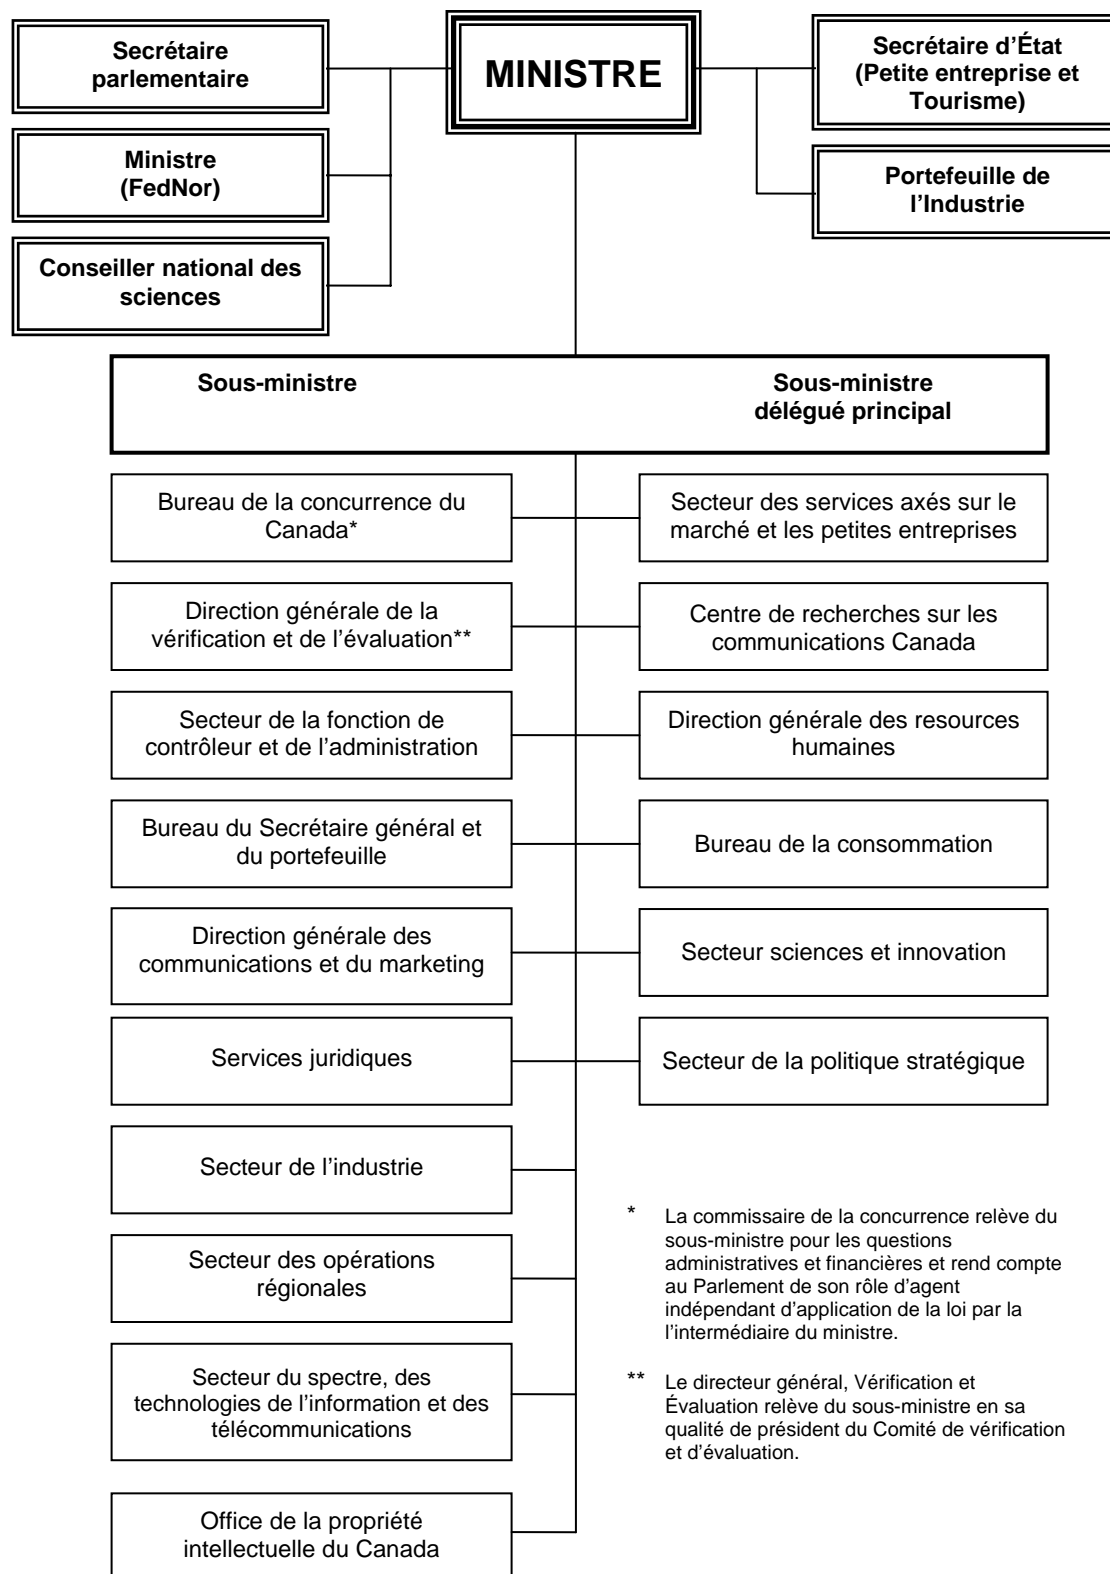 Secrétaire
parlementaire
MINISTRE
Secrétaire d’État
(Petite entreprise et
Tourisme)
Ministre
(FedNor)
Portefeuille de
l’Industrie
Conseiller national des
sciences
Sous-ministre
Sous-ministre
délégué principal
Bureau de la concurrence du
Canada*
Secteur des services axés sur le
marché et les petites entreprises
Direction générale de la
vérification et de l’évaluation**
Centre de recherches sur les
communications Canada
Secteur de la fonction de
contrôleur et de l’administration
Direction générale des resources
humaines
Bureau du Secrétaire général et
du portefeuille
Bureau de la consommation
Direction générale des
communications et du marketing
Secteur sciences et innovation
Services juridiques
Secteur de la politique stratégique
Secteur de l’industrie
Secteur des opérations
régionales
Secteur du spectre, des
technologies de l’information et des
télécommunications
Office de la propriété
intellectuelle du Canada
* La commissaire de la concurrence relève du
sous-ministre pour les questions
administratives et financières et rend compte
au Parlement de son rôle d’agent
indépendant d’application de la loi par la
l’intermédiaire du ministre.
** Le directeur général, Vérification et
Évaluation relève du sous-ministre en sa
qualité de président du Comité de vérification
et d’évaluation.